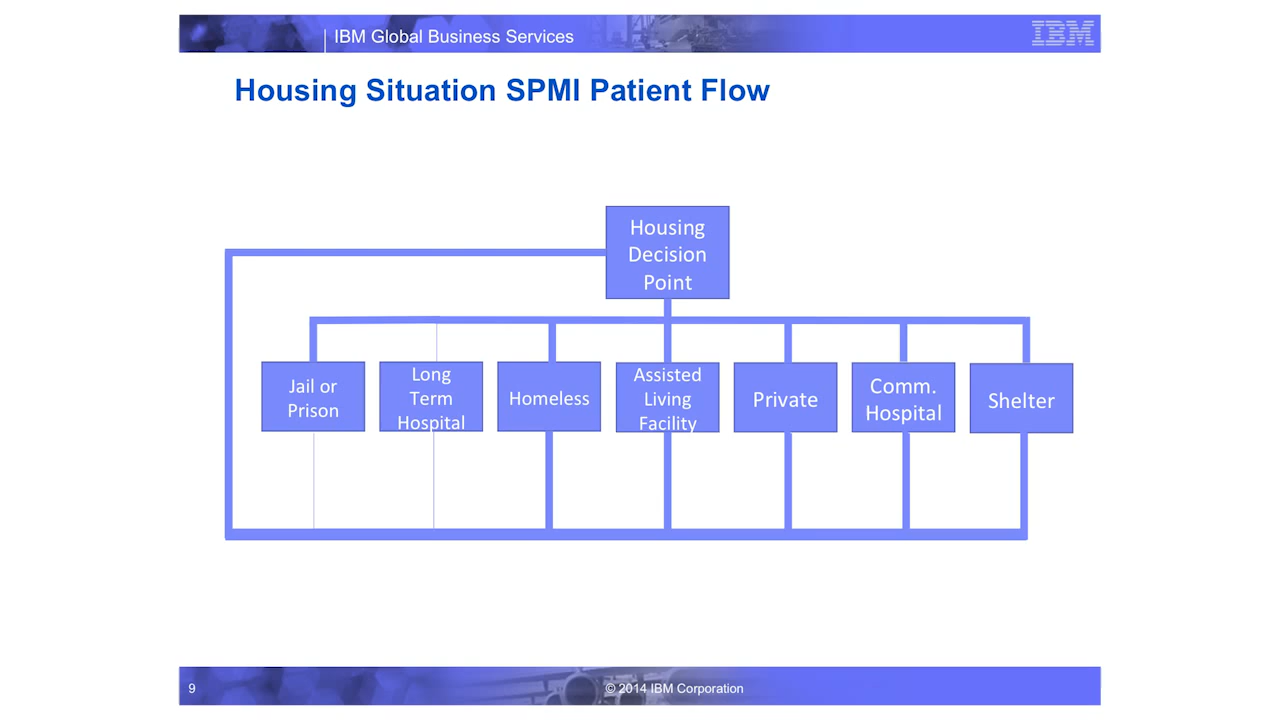 IBM Global Business Services
IBM
Housing Situation SPMI Patient Flow
Housing
Decision
Point
Jail or
Prison
Long
Term
Hospital
Homeless
Assisted
Living
Facility
Private
Comm.
Hospital
Shelter
9
© 2014 IBM Corporation